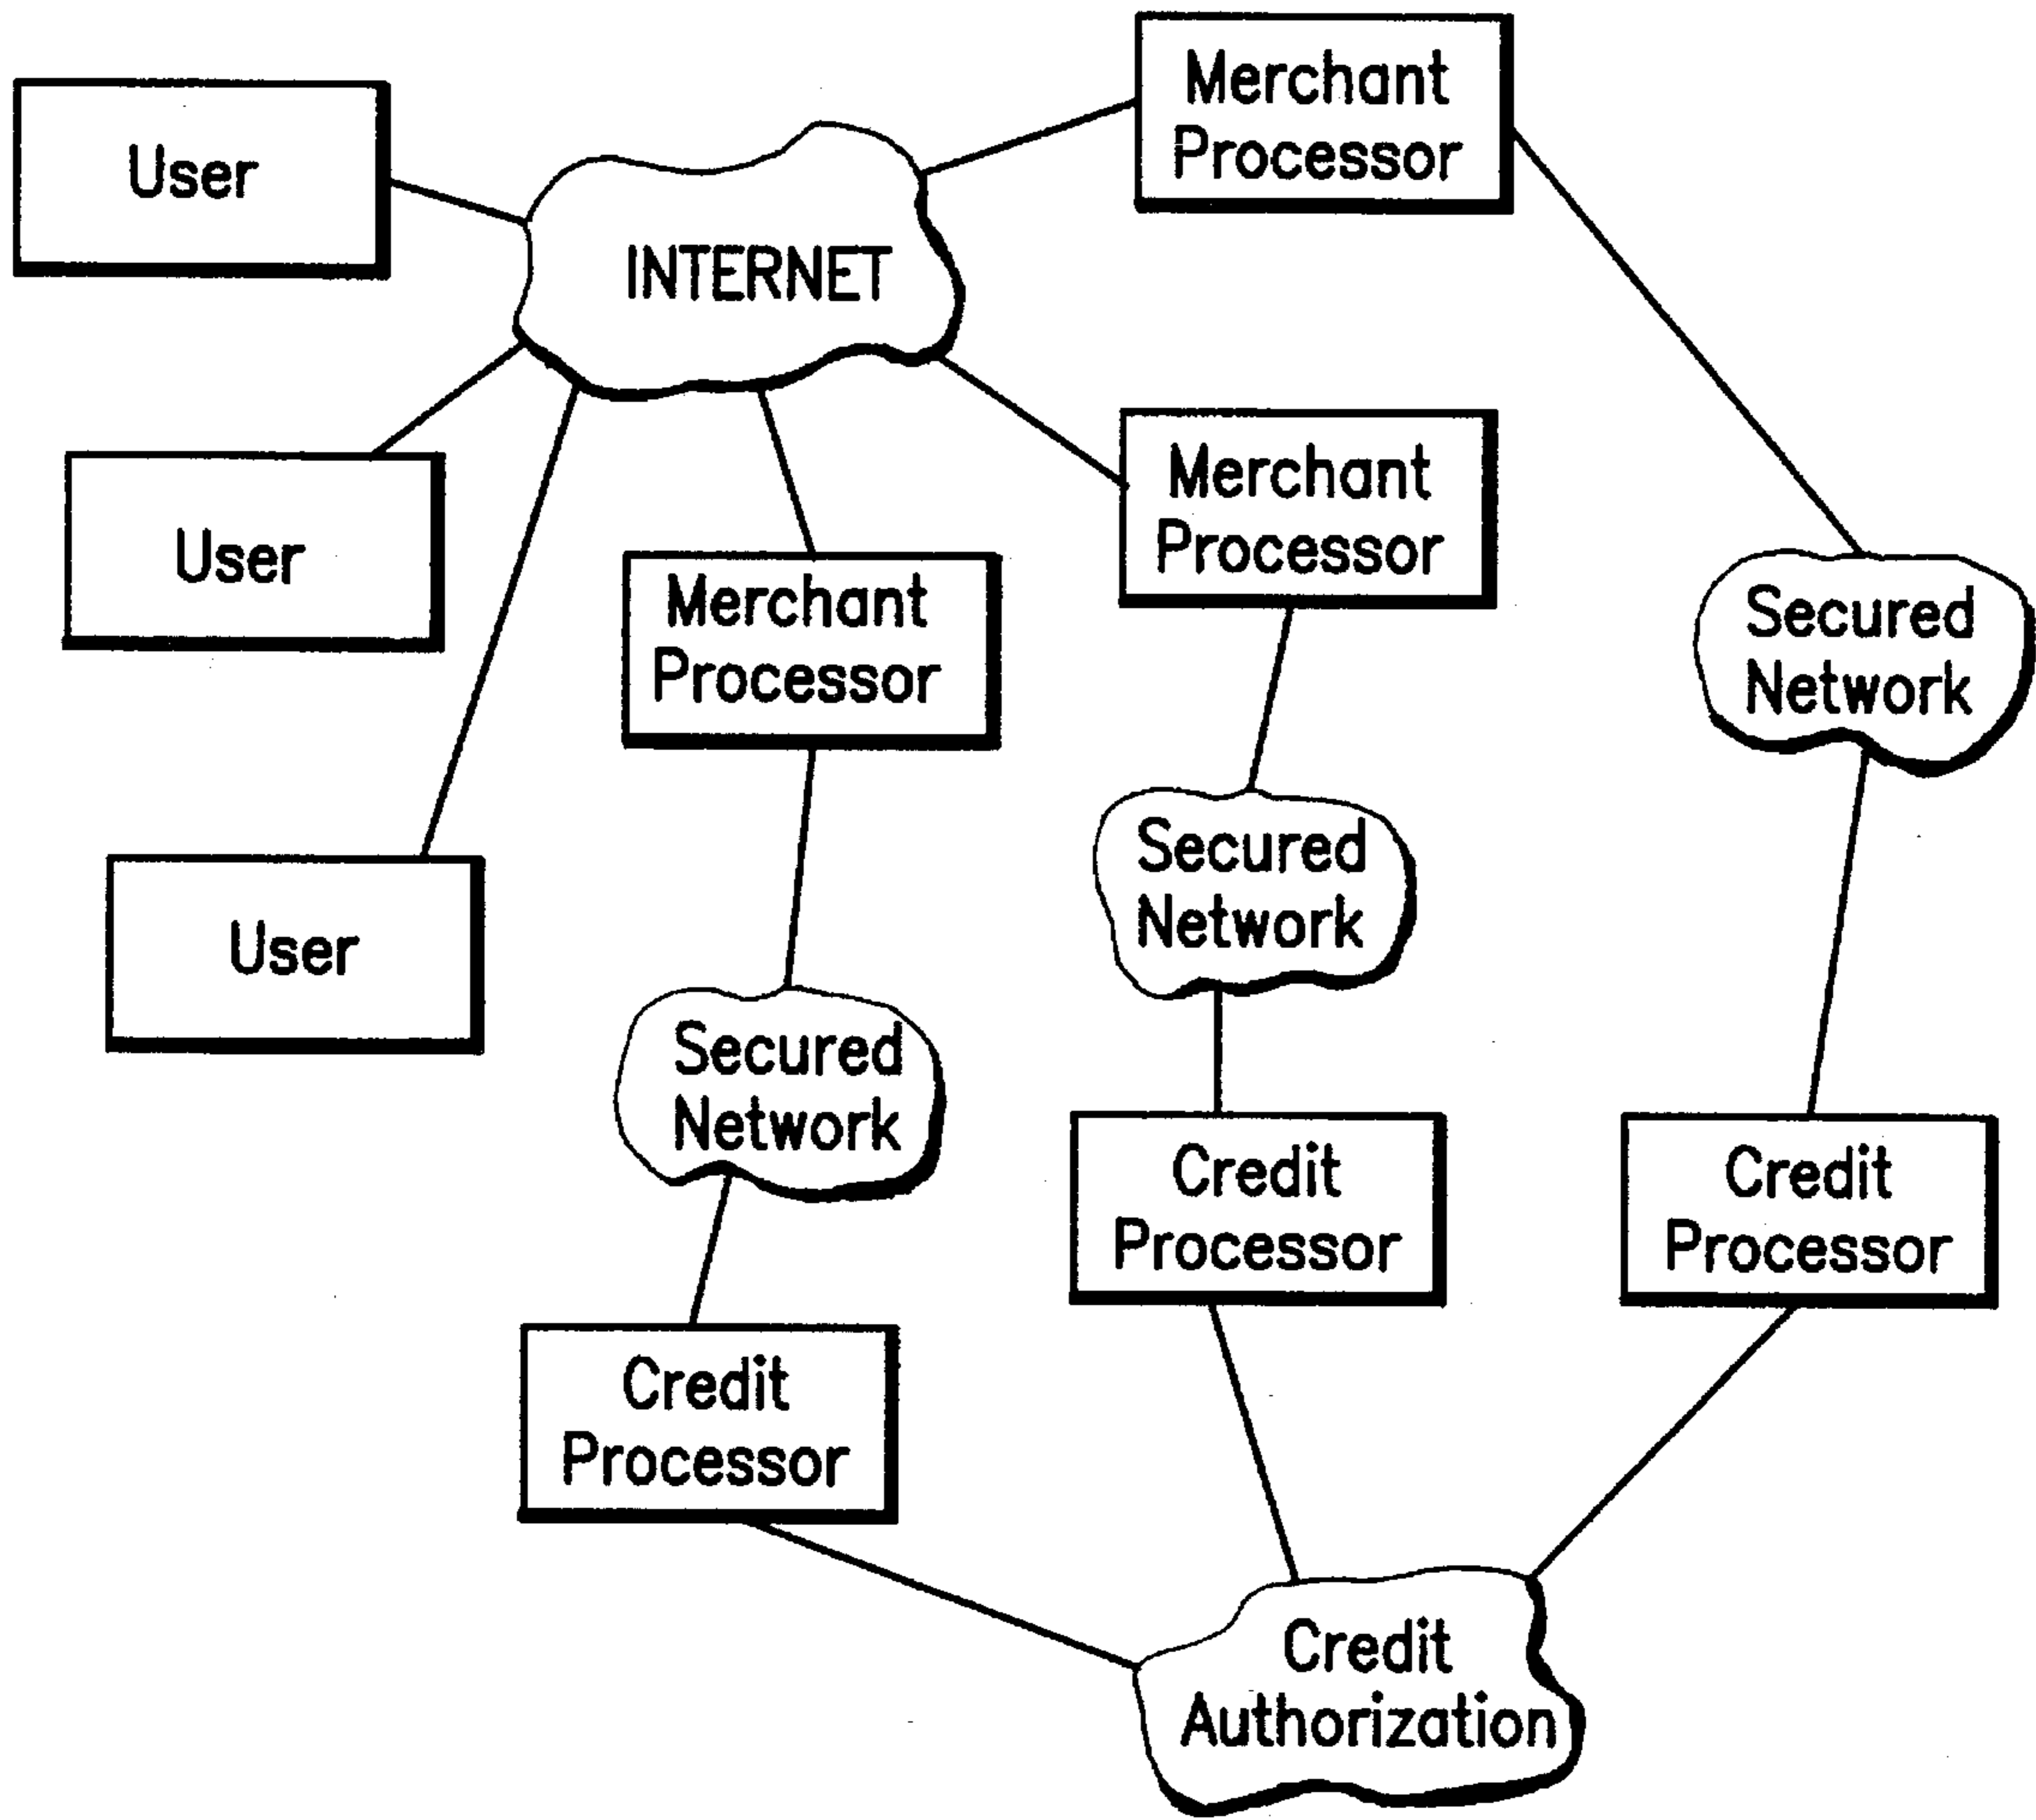 Merchant
Processor
User
INTERNET
Merchant
Processor
User
Merchant
Processor
Secured
Network
Secured
Network
User
Secured
Network
Credit
Processor
Credit
Processor
Credit
Processor
Credit
Authorization